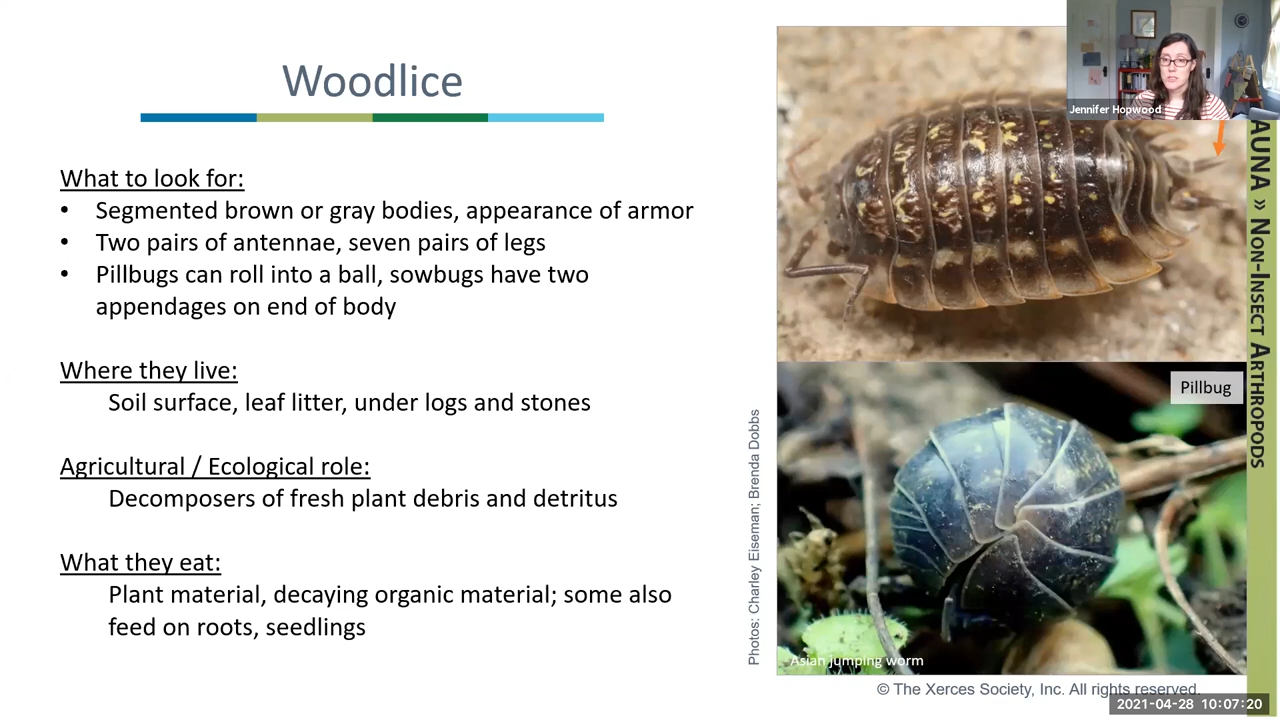 Woodlice
What to look for:
• Segmented brown or gray bodies, appearance of armor
• Two pairs of antennae, seven pairs of legs
• Pillbugs can roll into a ball, sowbugs have two
appendages on end of body
Where they live:
Soil surface, leaf litter, under logs and stones
Agricultural / Ecological role:
Decomposers of fresh plant debris and detritus
What they eat:
Plant material, decaying organic material; some also
feed on roots, seedlings
Photos: Charley Eiseman; Brenda Dobbs
Jennifer Hopwood
Pillbug
Asian jumping worm
AUNA » NON-INSECT ARTHROPODS
© The Xerces Society, Inc. All rights reserved.
2021-04-28 10:07:20